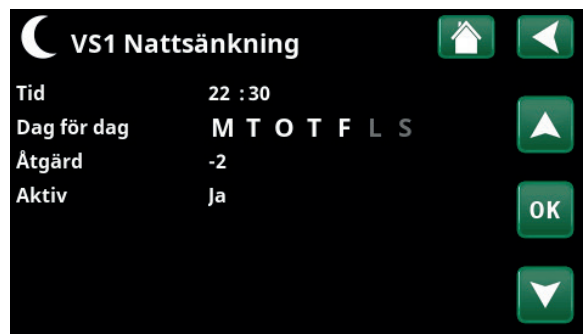 VS1 Nattsänkning
Tid 22 :30
Dag för dag M T O T F L S
Åtgärd -2
Aktiv Ja
OK